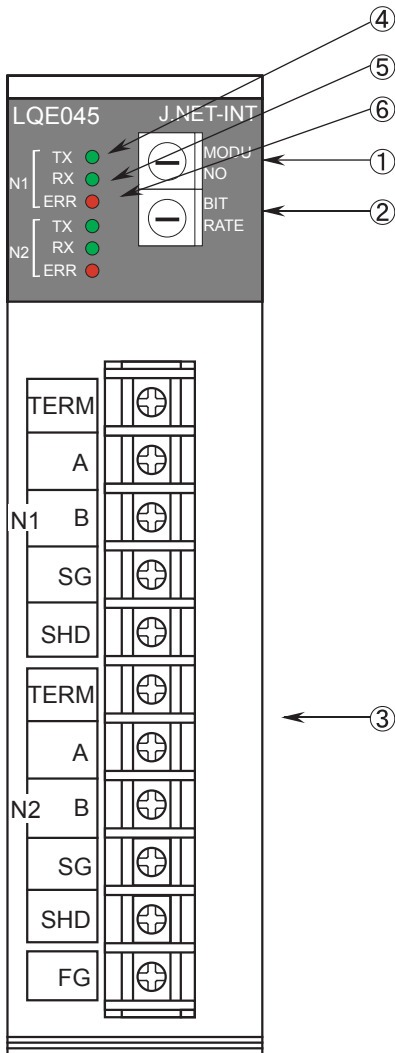 ④
⑤
⑥
LQE045 J.NET-INT
N1
TX
RX
ERR
N2
TX
RX
ERR
MODU
NO
①
BIT
RATE
②
N1
TERM
A
B
SG
SHD
③
N2
TERM
A
B
SG
SHD
FG